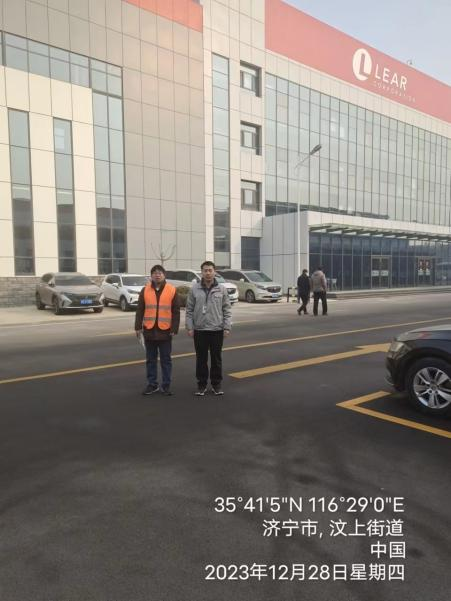 LEAR
CORPORATION
35°41'5"N 116°29'0"E
济宁市, 汶上街道
中国
2023年12月28日星期四